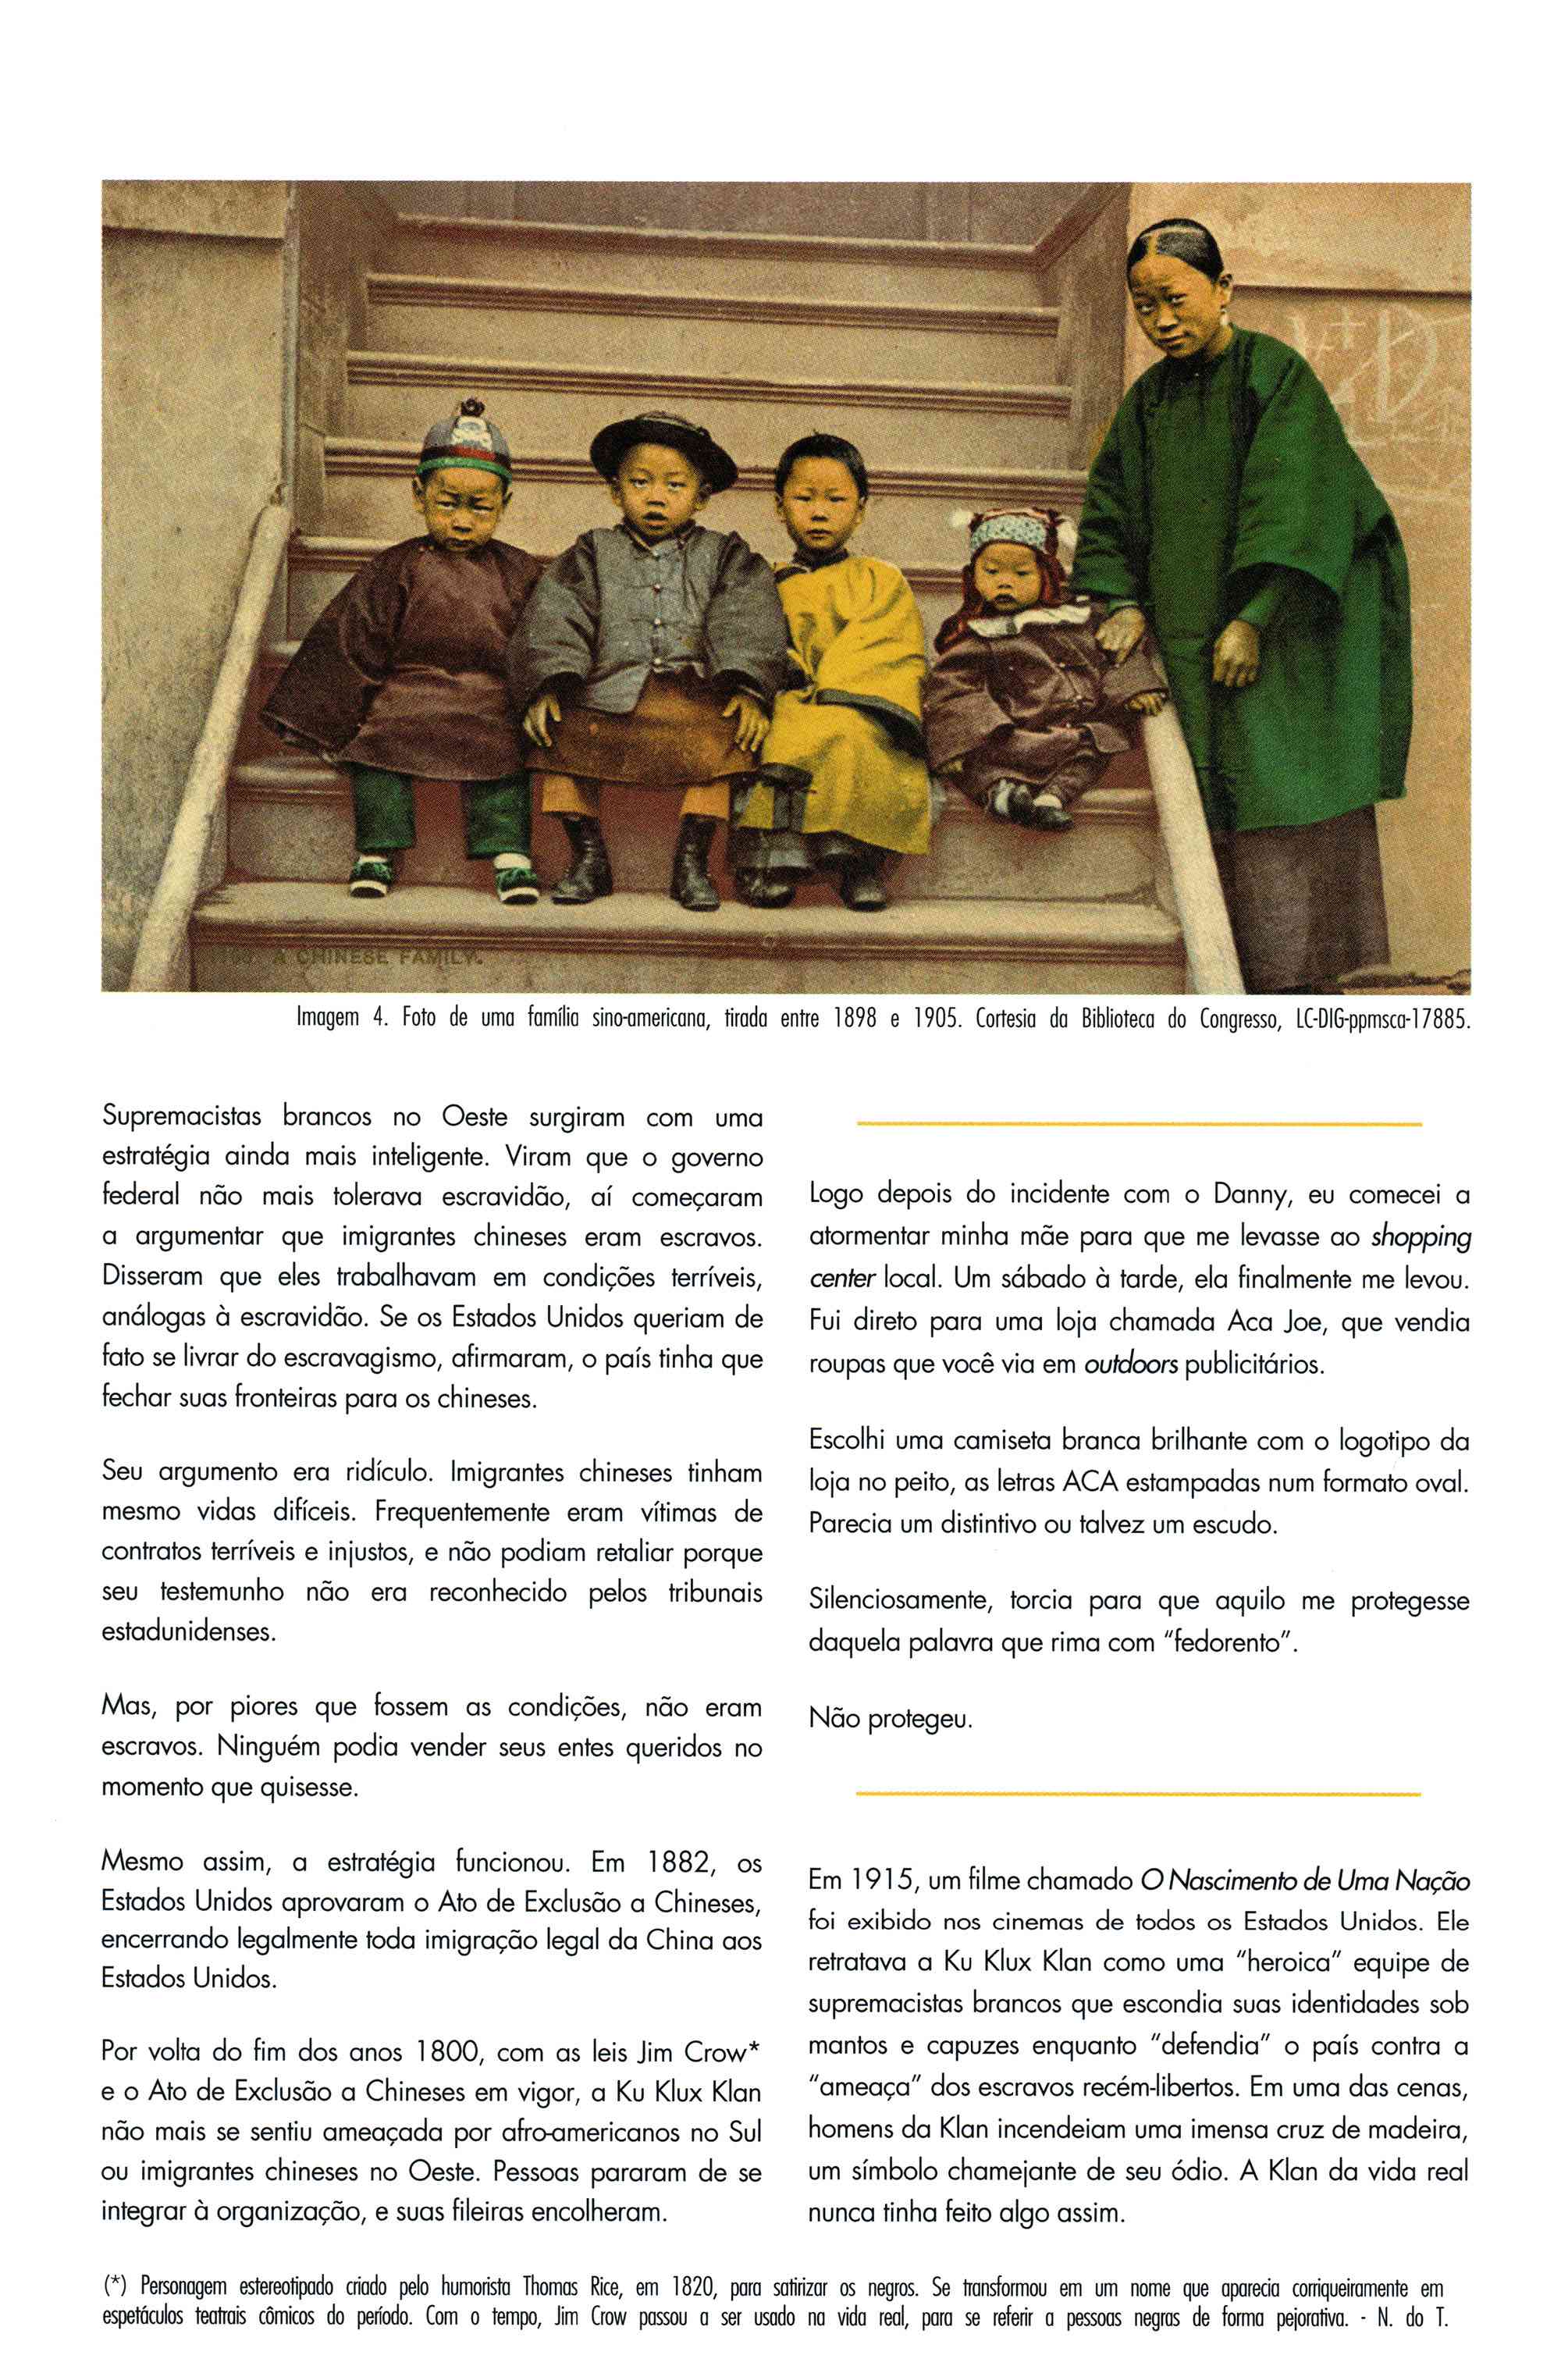 1160 A CHINESE FAMILY.
Imagem 4. Foto de uma família sino-americana, tirada entre 1898 e 1905. Cortesia da Biblioteca do Congresso, LC-DIG-ppmsca-17885.
Supremacistas brancos no Oeste surgiram com uma
estratégia ainda mais inteligente. Viram que o governo
federal não mais tolerava escravidão, aí começaram
a argumentar que imigrantes chineses eram escravos.
Disseram que eles trabalhavam em condições terríveis,
análogas à escravidão. Se os Estados Unidos queriam de
fato se livrar do escravagismo, afirmaram, o país tinha que
fechar suas fronteiras para os chineses.
Seu argumento era ridículo. Imigrantes chineses tinham
mesmo vidas difíceis. Frequentemente eram vítimas de
contratos terríveis e injustos, e não podiam retaliar porque
seu testemunho não era reconhecido pelos tribunais
estadunidenses.
Mas, por piores que fossem as condições, não eram
escravos. Ninguém podia vender seus entes queridos no
momento que quisesse.
Mesmo assim, a estratégia funcionou. Em 1882, os
Estados Unidos aprovaram o Ato de Exclusão a Chineses,
encerrando legalmente toda imigração legal da China aos
Estados Unidos.
Por volta do fim dos anos 1800, com as leis Jim Crow*
e o Ato de Exclusão a Chineses em vigor, a Ku Klux Klan
não mais se sentiu ameaçada por afro-americanos no Sul
ou imigrantes chineses no Oeste. Pessoas pararam de se
integrar à organização, e suas fileiras encolheram.
Logo depois do incidente com o Danny, eu comecei a
atormentar minha mãe para que me levasse ao shopping
center local. Um sábado à tarde, ela finalmente me levou.
Fui direto para uma loja chamada Aca Joe, que vendia
roupas que você via em outdoors publicitários.
Escolhi uma camiseta branca brilhante com o logotipo da
loja no peito, as letras ACA estampadas num formato oval.
Parecia um distintivo ou talvez um escudo.
Silenciosamente, torcia para que aquilo me protegesse
daquela palavra que rima com "fedorento".
Não protegeu.
Em 1915, um filme chamado O Nascimento de Uma Nação
foi exibido nos cinemas de todos os Estados Unidos. Ele
retratava a Ku Klux Klan como uma "heroica" equipe de
supremacistas brancos que escondia suas identidades sob
mantos e capuzes enquanto "defendia" o país contra a
"ameaça" dos escravos recém-libertos. Em uma das cenas,
homens da Klan incendeiam uma imensa cruz de madeira,
um símbolo chamejante de seu ódio. A Klan da vida real
nunca tinha feito algo assim.
(*) Personagem estereotipado criado pelo humorista Thomas Rice, em 1820, para satirizar os negros. Se transformou em um nome que aparecia corriqueiramente em
espetáculos teatrais cômicos do período. Com o tempo, Jim Crow passou a ser usado na vida real, para se referir a pessoas negras de forma pejorativa. - N. do T.